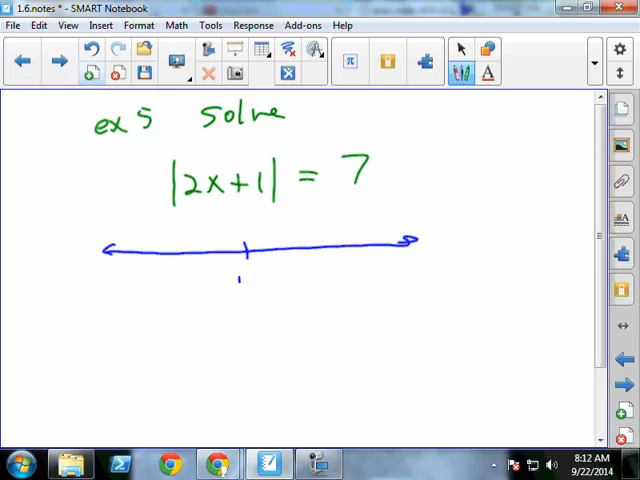 1.6.notes * - SMART Notebook
File Edit View Insert Format Math Tools Response Add-ons Help
π
A
ex 5 solve
|2x+1| = 7
8:12 AM
9/22/2014